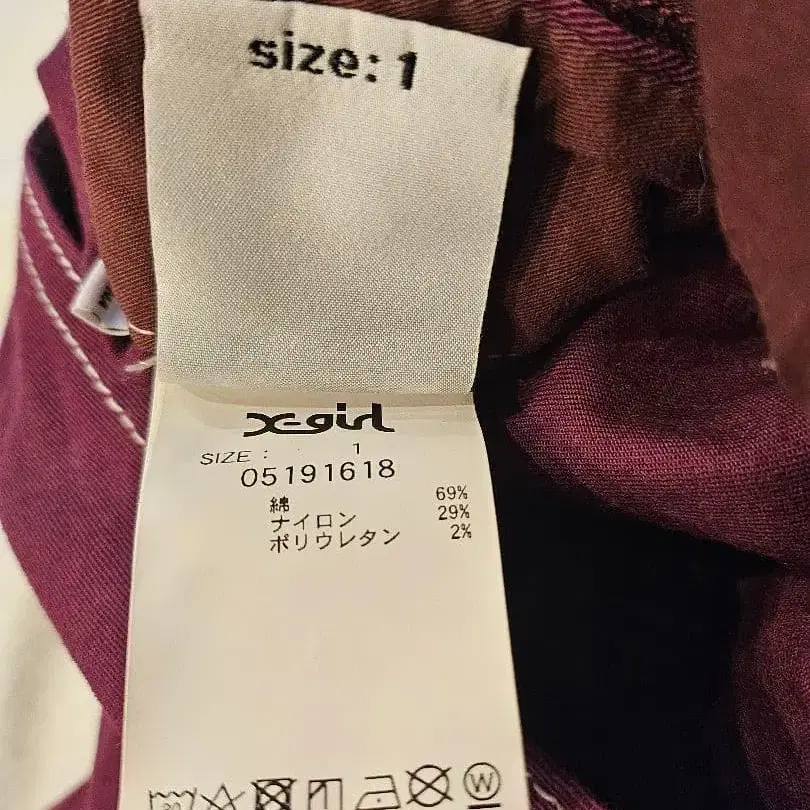 size: 1
X-girl
SIZE : 1
05191618
綿 69%
ナイロン 29%
ポリウレタン 2%
W